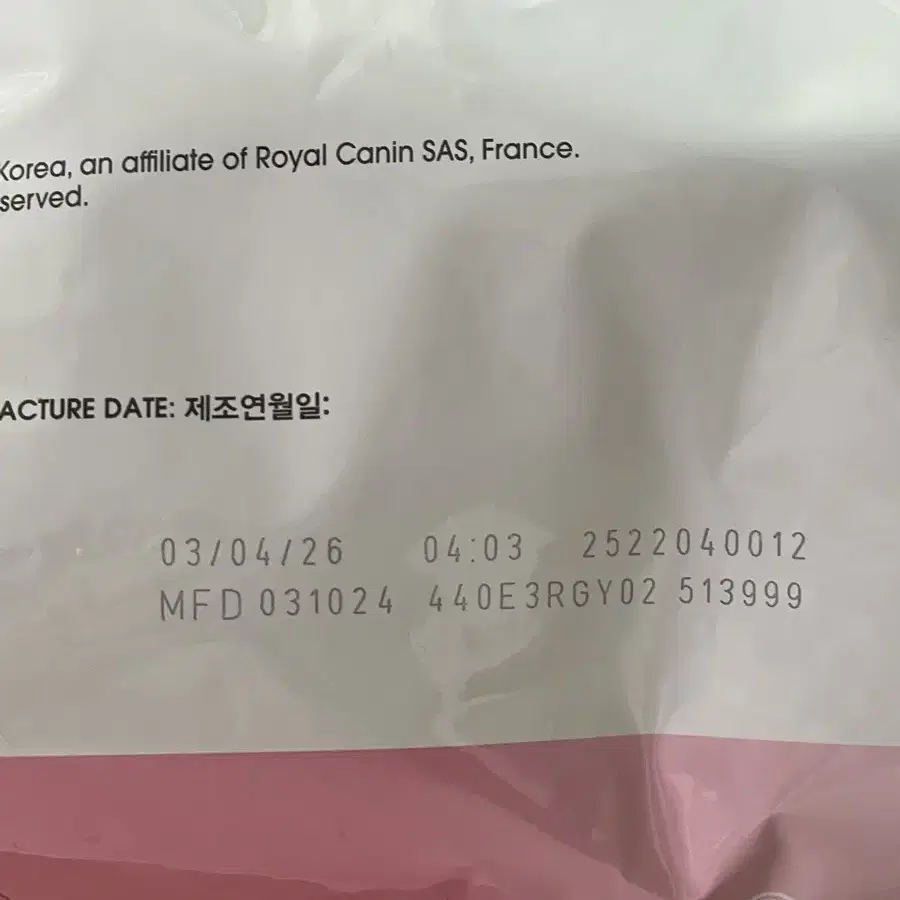 Korea, an affiliate of Royal Canin SAS, France.
served.
ACTURE DATE: 제조연월일:
03/04/26 04:03 2522040012
MFD 031024 440E3RGY02 513999